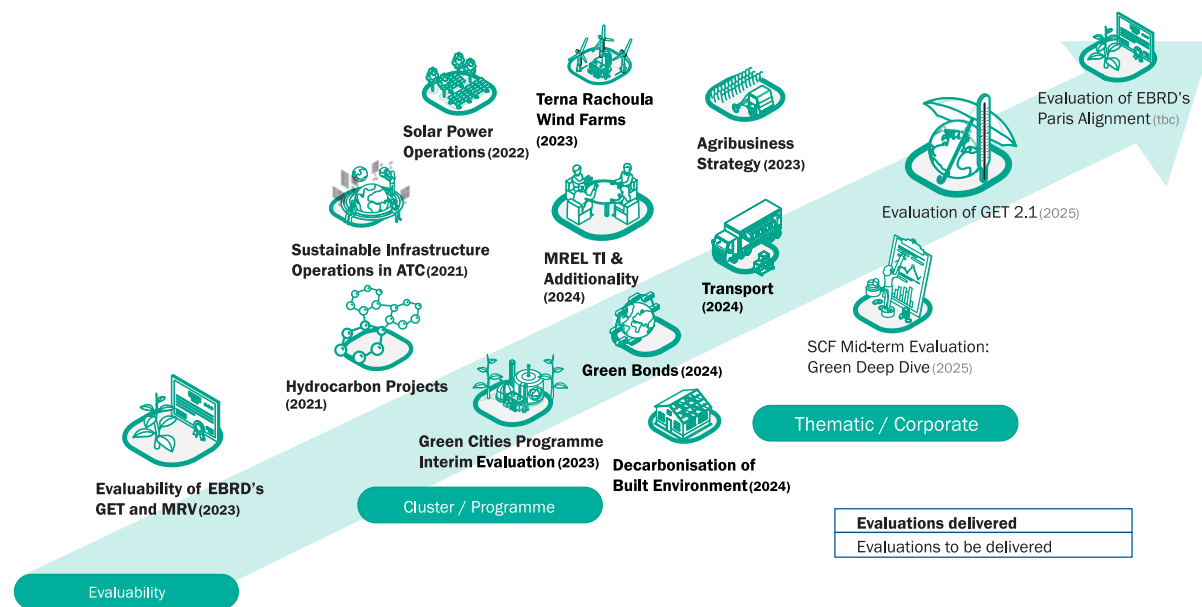 Terna Rachoula
Wind Farms
(2023)
Solar Power
Operations (2022)
Agribusiness
Strategy (2023)
Evaluation of EBRD's
Paris Alignment (tbc)
Evaluation of GET 2.1 (2025)
Sustainable Infrastructure
Operations in ATC (2021)
MREL TI &
Additionality
(2024)
Transport
(2024)
SCF Mid-term Evaluation:
Green Deep Dive (2025)
Hydrocarbon Projects
(2021)
Green Bonds (2024)
Thematic / Corporate
Green Cities Programme
Interim Evaluation (2023)
Decarbonisation of
Built Environment (2024)
Evaluability of EBRD's
GET and MRV (2023)
Cluster / Programme
Evaluations delivered
Evaluations to be delivered
Evaluability